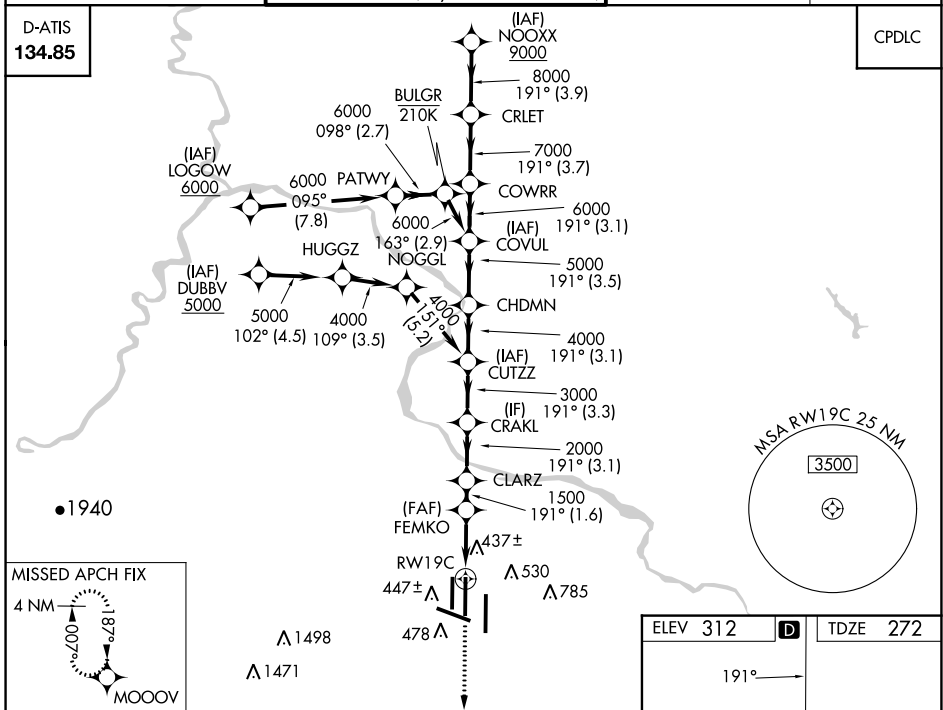 D-ATIS
134.85
CPDLC
(IAF)
NOOXX
9000
8000
191° (3.9)
CRLET
BULGR
210K
6000
098° (2.7)
7000
191° (3.7)
(IAF)
LOGOW
6000
6000
095°
(7.8)
PATWY
COWRR
6000
191° (3.1)
6000
163° (2.9)
(IAF)
COVUL
HUGGZ
NOGGL
5000
191° (3.5)
(IAF)
DUBBV
5000
5000
102° (4.5)
4000
109° (3.5)
4000
151°
(5.2)
CHDMN
4000
191° (3.1)
(IAF)
CUTZZ
3000
191° (3.3)
(IF)
CRAKL
2000
191° (3.1)
CLARZ
1500
191° (1.6)
(FAF)
FEMKO
MSA RW19C 25 NM
3500
1940
437±
RW19C
447±
530
785
478
1498
1471
MISSED APCH FIX
4 NM
007°
187°
MOOOV
ELEV 312
D
TDZE 272
191°